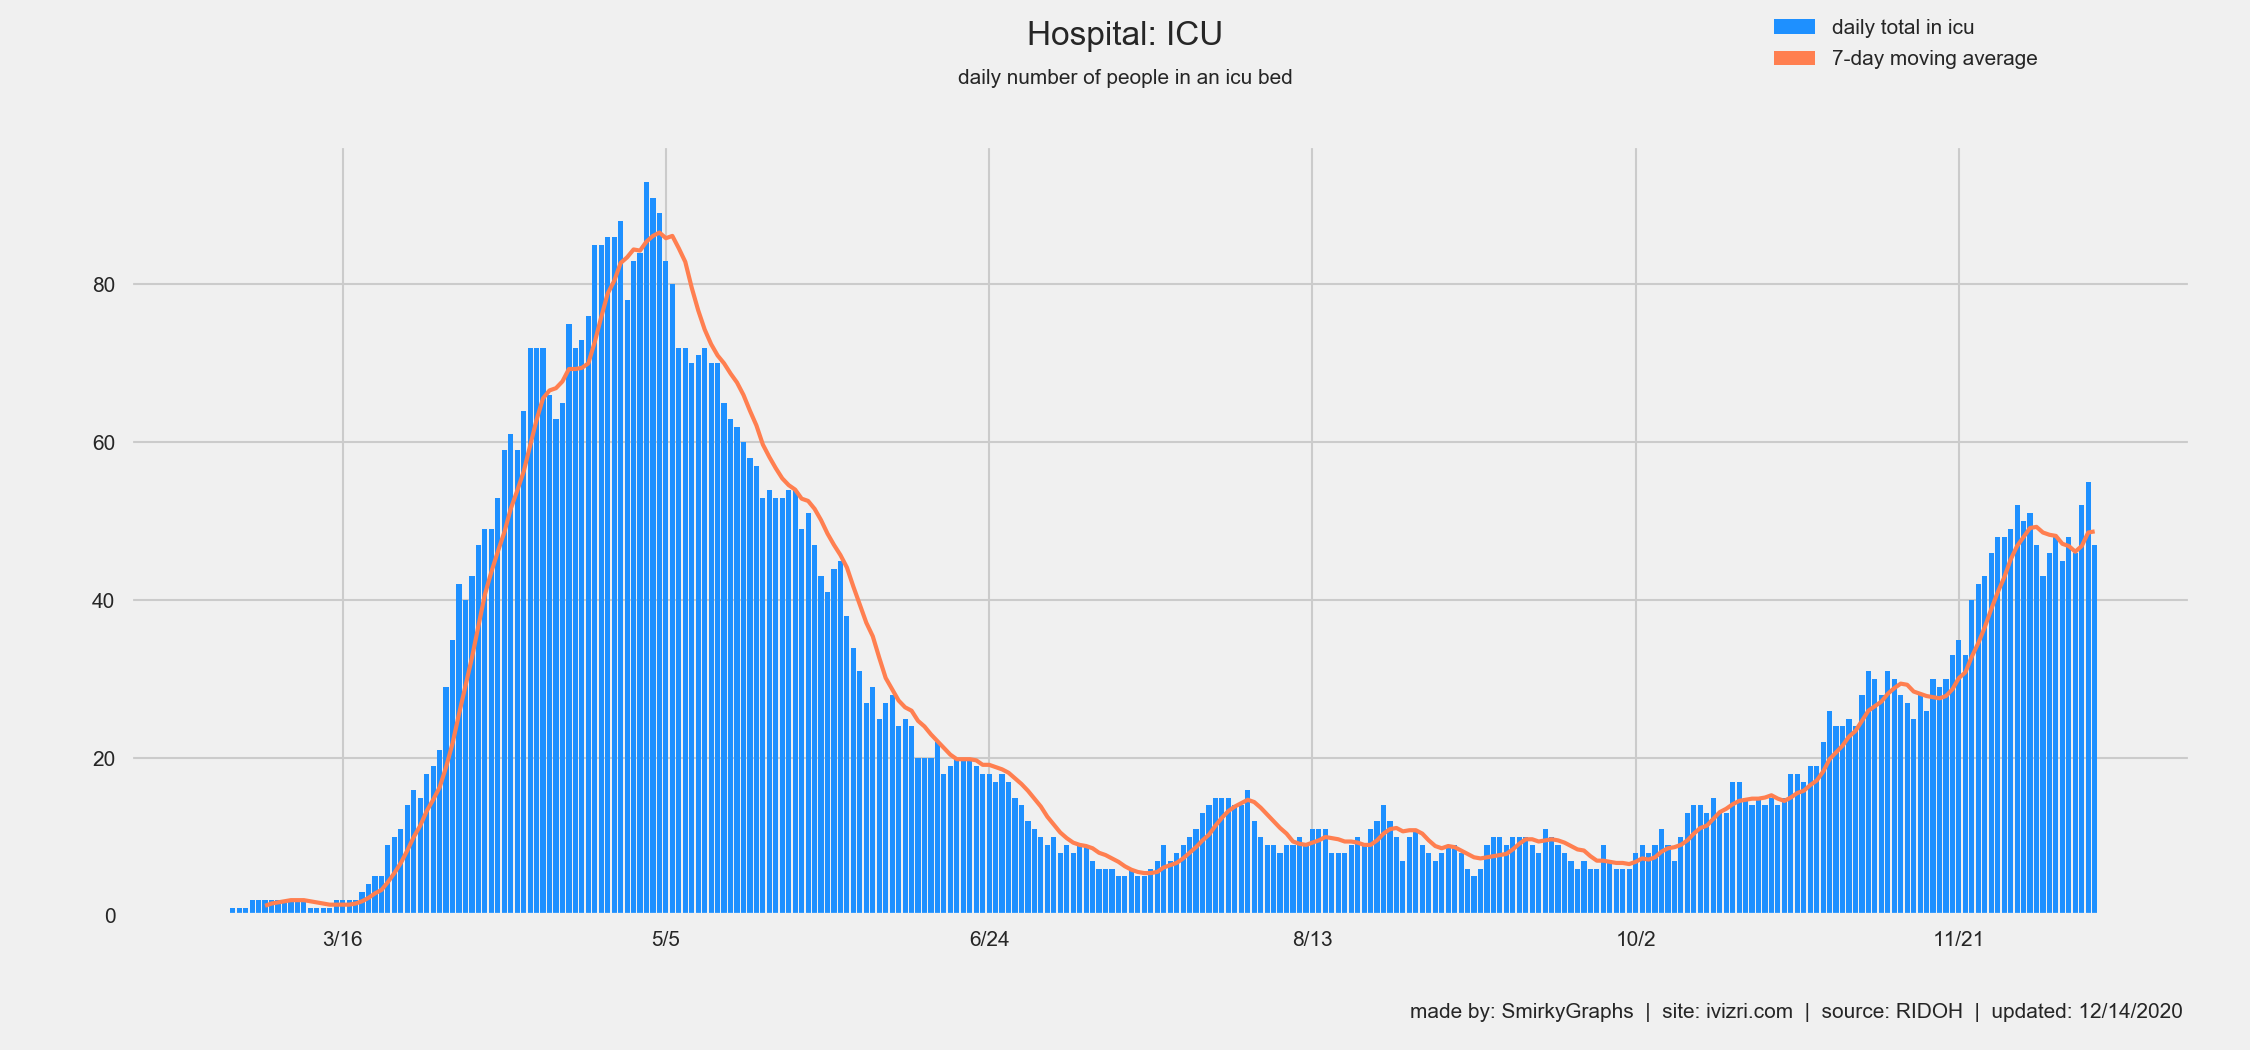 Hospital: ICU
daily number of people in an icu bed
daily total in icu
7-day moving average
80
60
40
20
0
3/16
5/5
6/24
8/13
10/2
11/21
made by: SmirkyGraphs | site: ivizri.com | source: RIDOH | updated: 12/14/2020